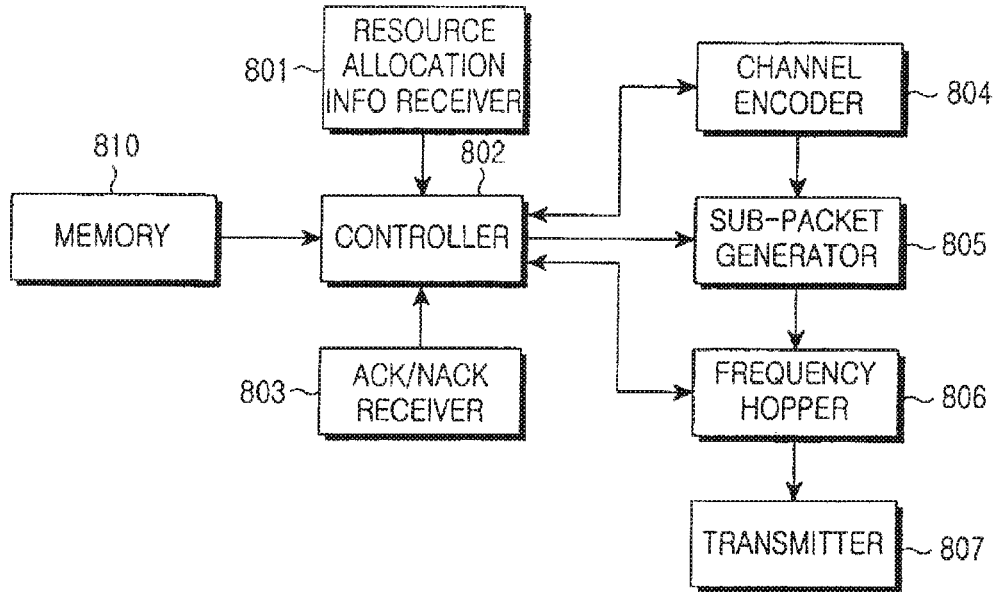 RESOURCE
ALLOCATION
INFO RECEIVER
801
CHANNEL
ENCODER
804
810
802
MEMORY
CONTROLLER
SUB-PACKET
GENERATOR
805
ACK/NACK
RECEIVER
803
FREQUENCY
HOPPER
806
TRANSMITTER
807